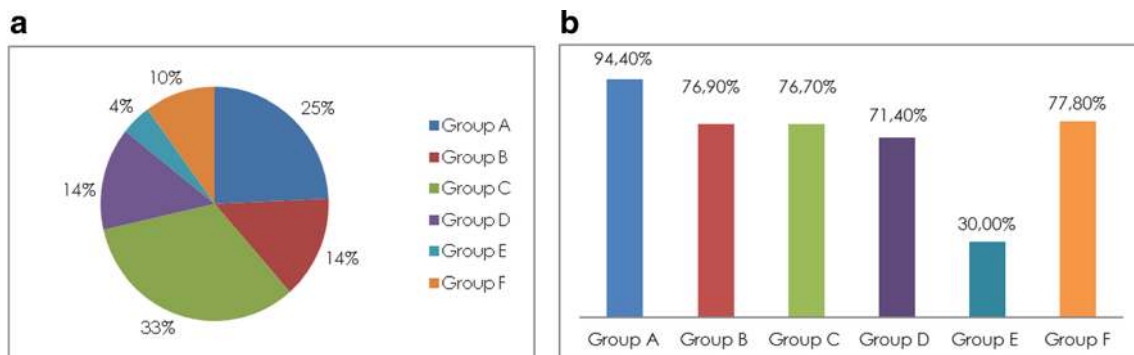 a
10%
4%
25%
14%
14%
33%
Group A
Group B
Group C
Group D
Group E
Group F
b
94,40%
76,90%
76,70%
71,40%
30,00%
77,80%
Group A Group B Group C Group D Group E Group F